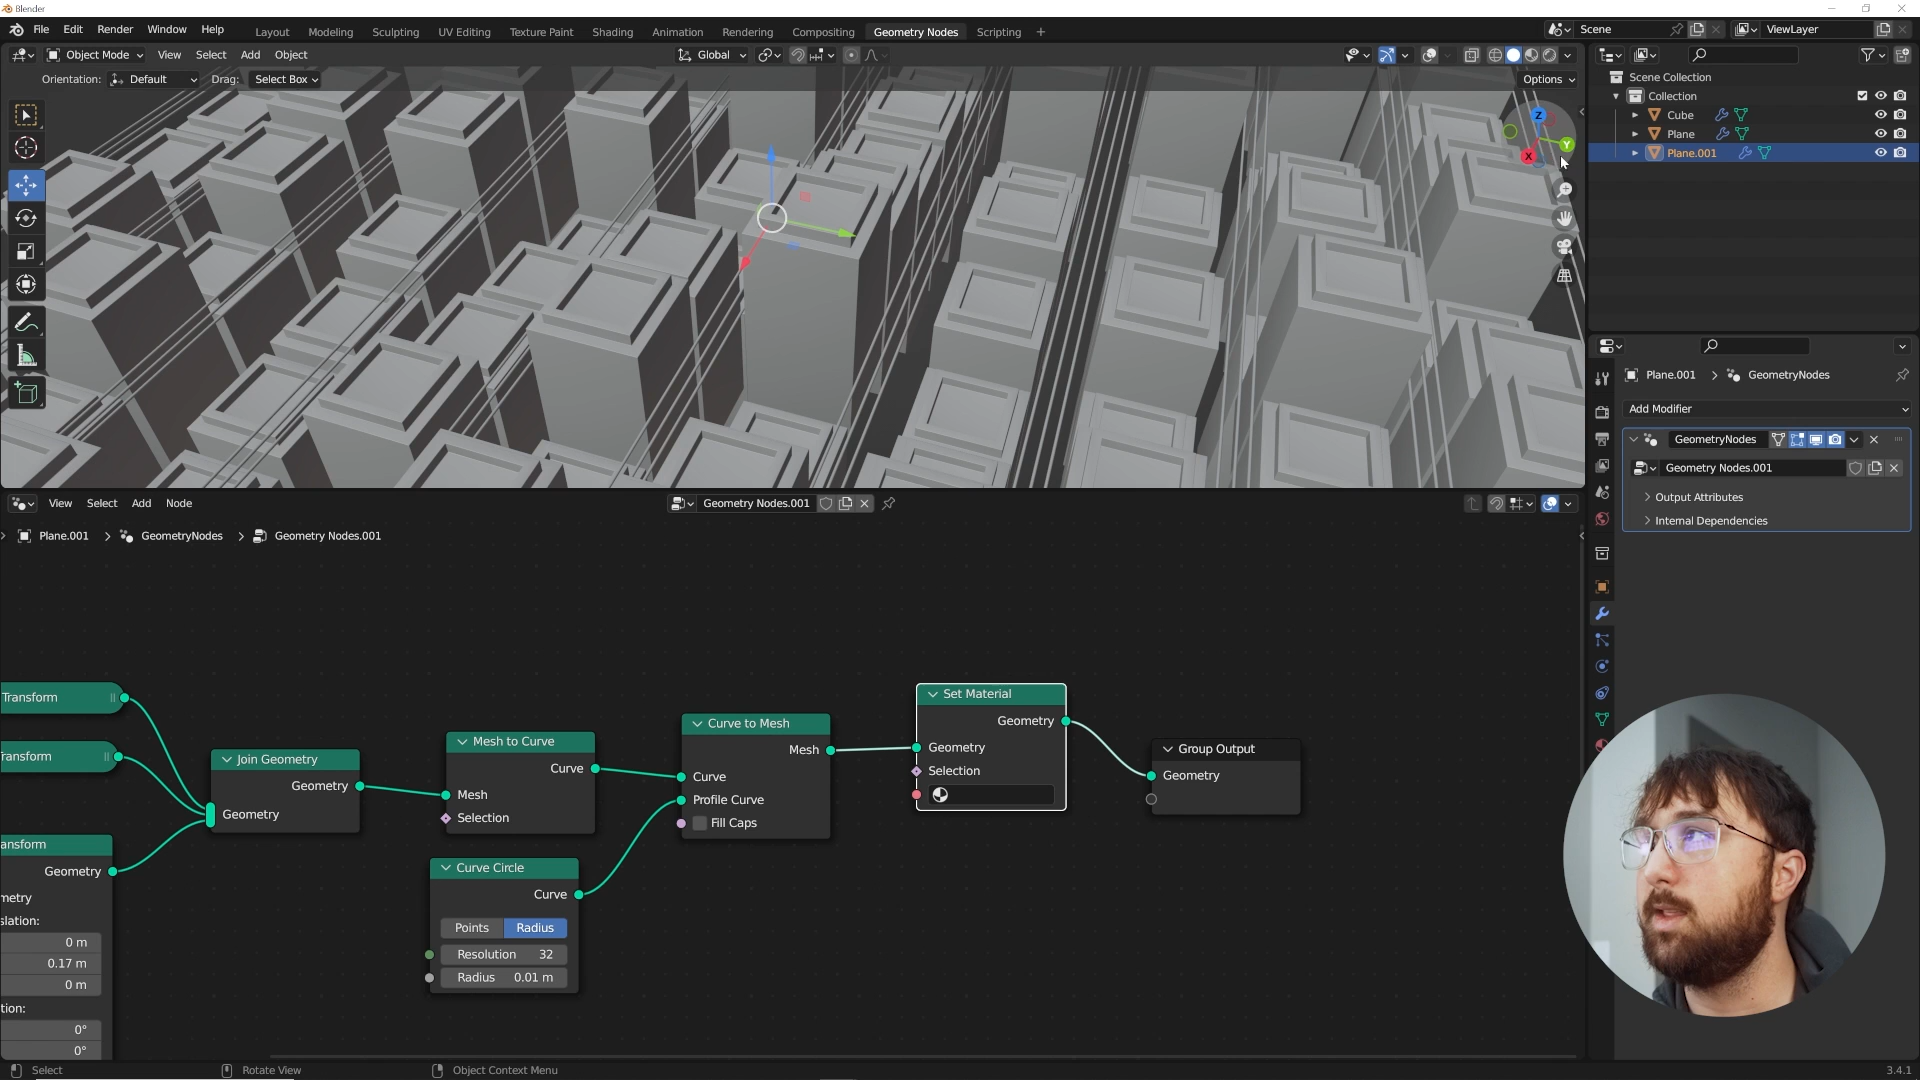 Blender
File Edit Render Window Help
Layout Modeling Sculpting UV Editing Texture Paint Shading Animation Rendering Compositing Geometry Nodes Scripting +
Scene
ViewLayer
Object Mode View Select Add Object
Global
Orientation: Default Drag: Select Box
Options
Z
Y
X
Scene Collection
Collection
Cube
Plane
Plane.001
Plane.001 > GeometryNodes
Add Modifier
GeometryNodes
Geometry Nodes.001
Output Attributes
Internal Dependencies
View Select Add Node
Geometry Nodes.001
Plane.001 > GeometryNodes > Geometry Nodes.001
Transform
ransform
ansform
Geometry
metry
slation:
0 m
0.17 m
0 m
tion:
0°
0°
Join Geometry
Geometry
Geometry
Mesh to Curve
Curve
Mesh
Selection
Curve Circle
Curve
Points Radius
Resolution 32
Radius 0.01 m
Curve to Mesh
Mesh
Curve
Profile Curve
Fill Caps
Set Material
Geometry
Geometry
Selection
Group Output
Geometry
Select
Rotate View
Object Context Menu
3.4.1